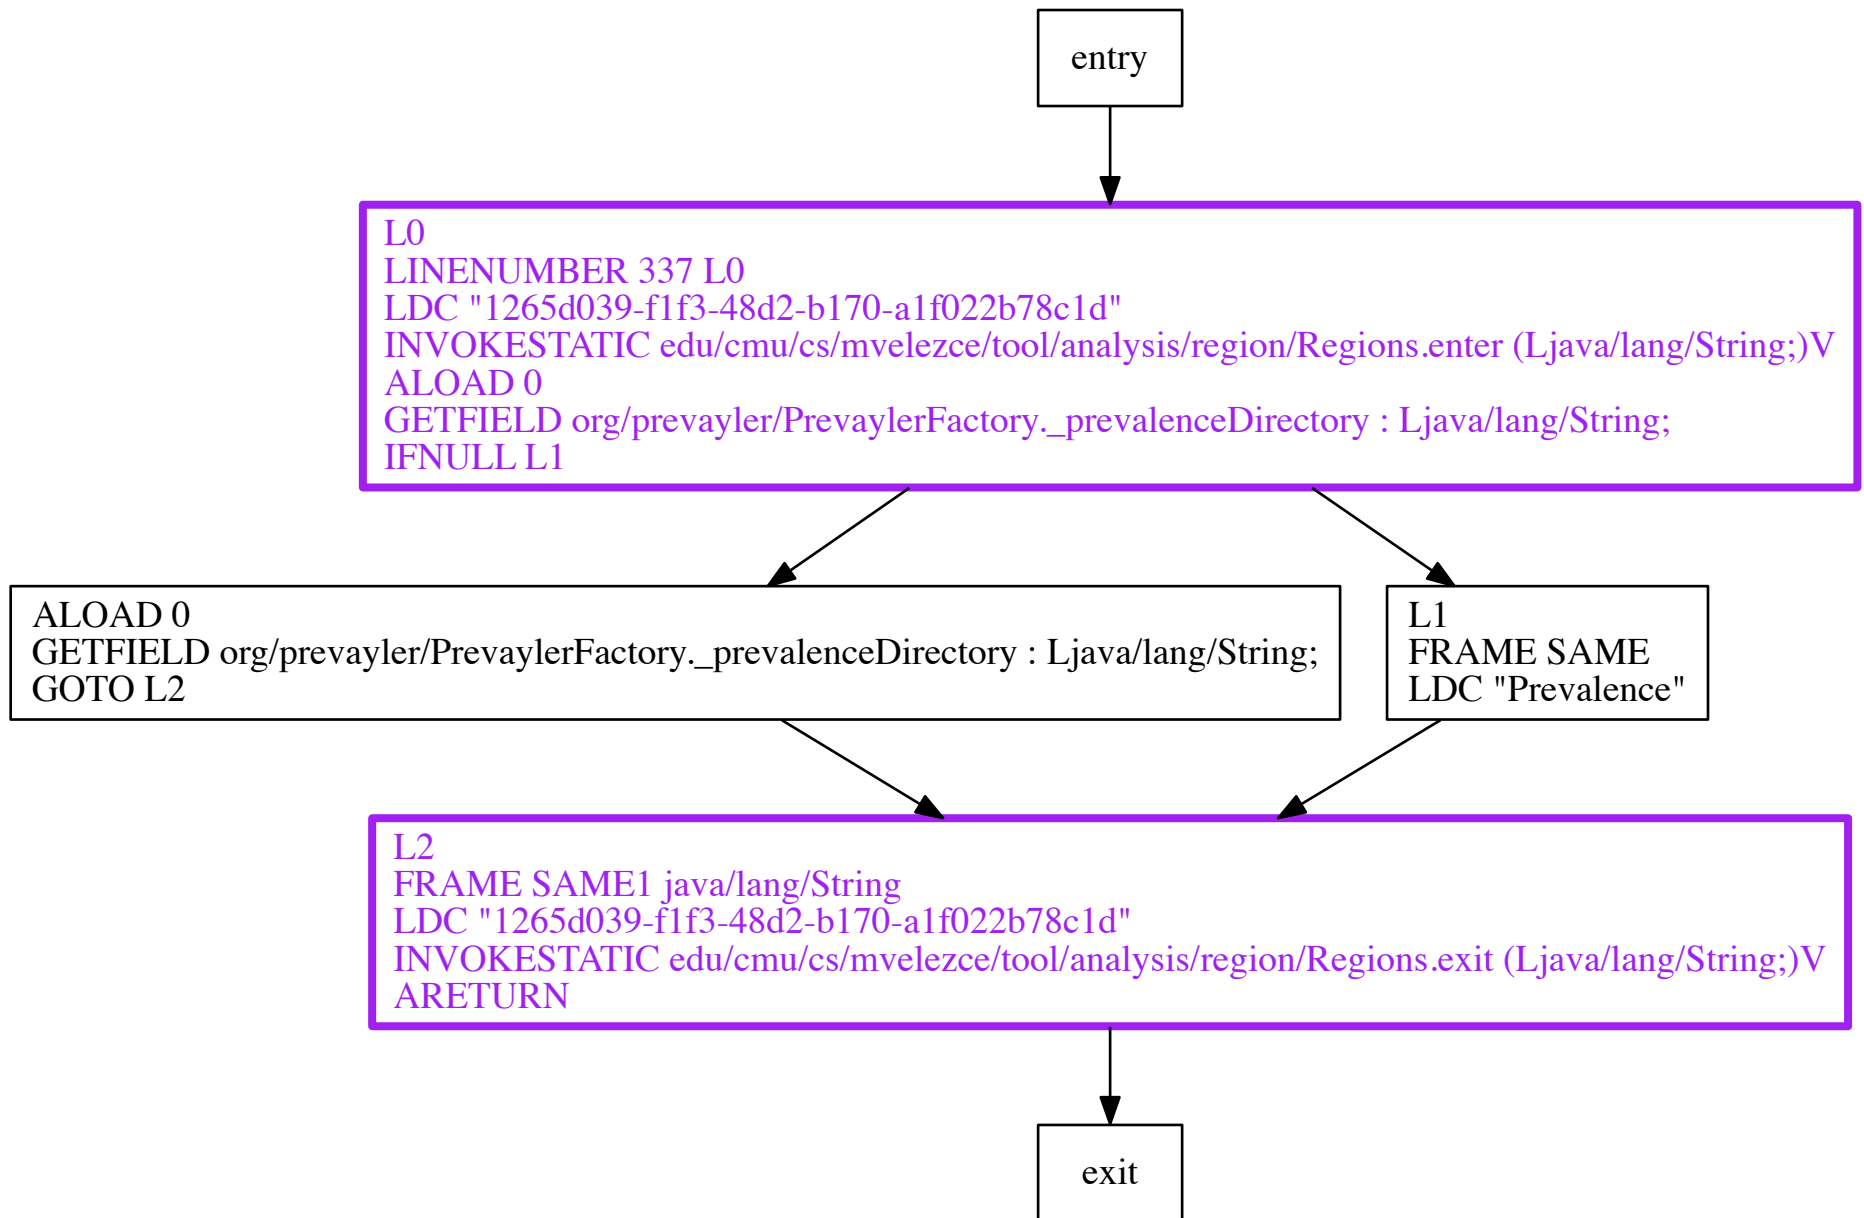 entry
L0
LINENUMBER 337 L0
LDC "1265d039-f1f3-48d2-b170-a1f022b78c1d"
INVOKESTATIC edu/cmu/cs/mvelezce/tool/analysis/region/Regions.enter (Ljava/lang/String;)V
ALOAD 0
GETFIELD org/prevayler/PrevaylerFactory._prevalenceDirectory : Ljava/lang/String;
IFNULL L1
ALOAD 0
GETFIELD org/prevayler/PrevaylerFactory._prevalenceDirectory : Ljava/lang/String;
GOTO L2
L1
FRAME SAME
LDC "Prevalence"
L2
FRAME SAME1 java/lang/String
LDC "1265d039-f1f3-48d2-b170-a1f022b78c1d"
INVOKESTATIC edu/cmu/cs/mvelezce/tool/analysis/region/Regions.exit (Ljava/lang/String;)V
ARETURN
exit